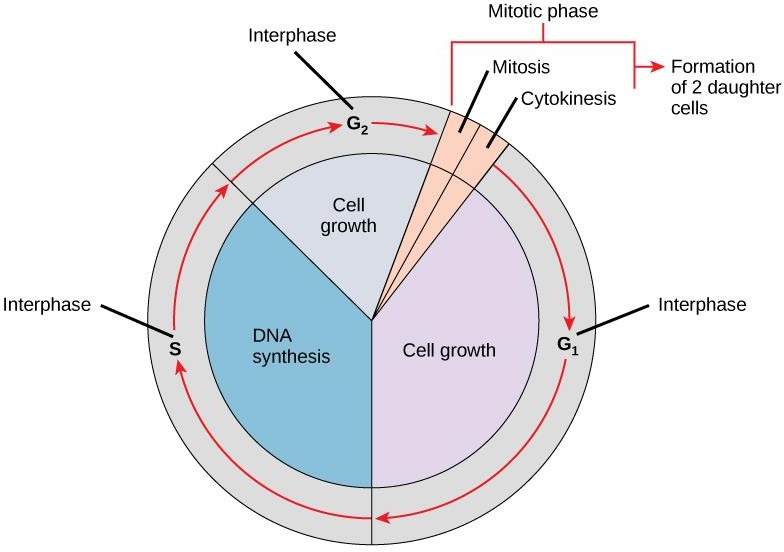 Mitotic phase
Interphase
Mitosis
Formation
of 2 daughter
cells
Cytokinesis
G₂
Cell
growth
Interphase
Interphase
S
DNA
synthesis
Cell growth
G₁